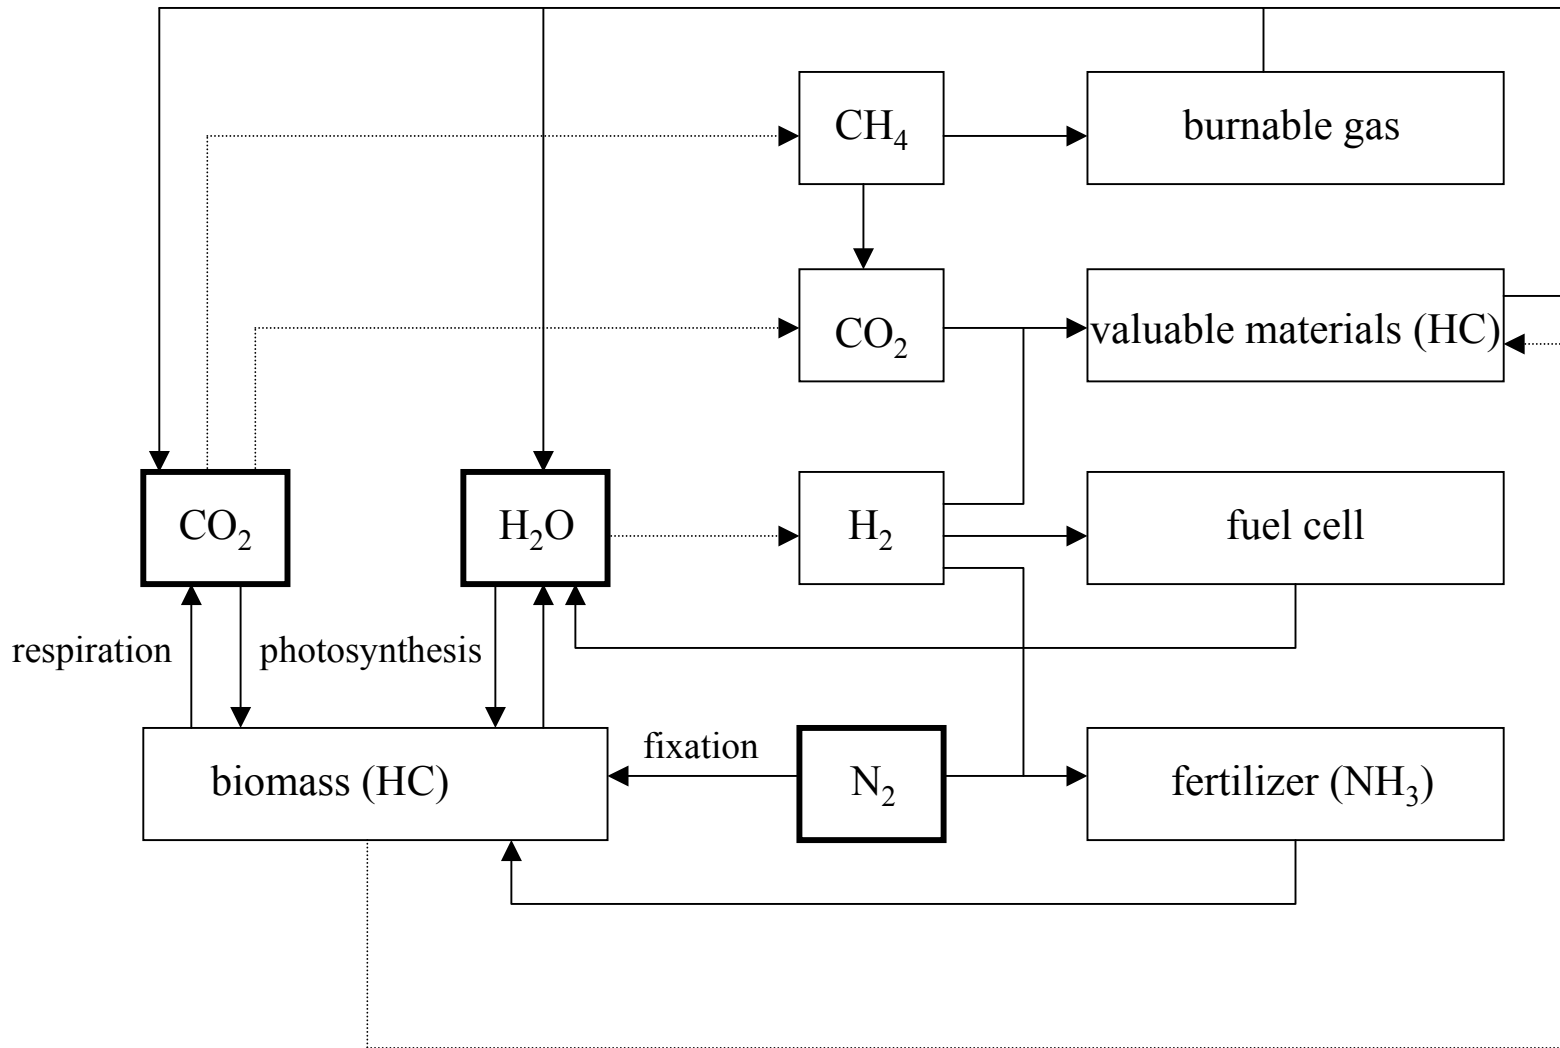 CH₄
burnable gas
CO₂
valuable materials (HC)
CO₂
H₂O
H₂
fuel cell
respiration
photosynthesis
fixation
biomass (HC)
N₂
fertilizer (NH₃)